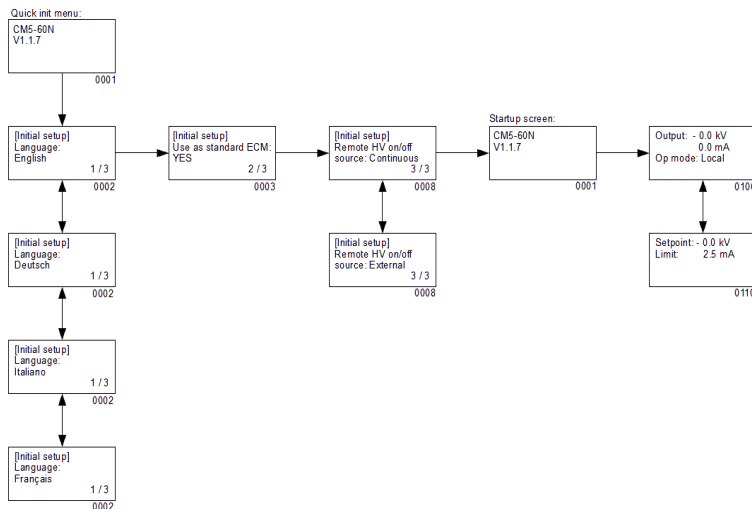 Quick init menu:
CM5-60N
V1.1.7
0001
[Initial setup]
Language:
English
1 / 3
0002
[Initial setup]
Use as standard ECM:
YES
2 / 3
0003
[Initial setup]
Remote HV on/off
source: Continuous
3 / 3
0008
Startup screen:
CM5-60N
V1.1.7
0001
Output: - 0.0 kV
0.0 mA
Op mode: Local
0100
[Initial setup]
Language:
Deutsch
1 / 3
0002
[Initial setup]
Remote HV on/off
source: External
3 / 3
0008
Setpoint: - 0.0 kV
Limit: 2.5 mA
0110
[Initial setup]
Language:
Italiano
1 / 3
0002
[Initial setup]
Language:
Français
1 / 3
0002